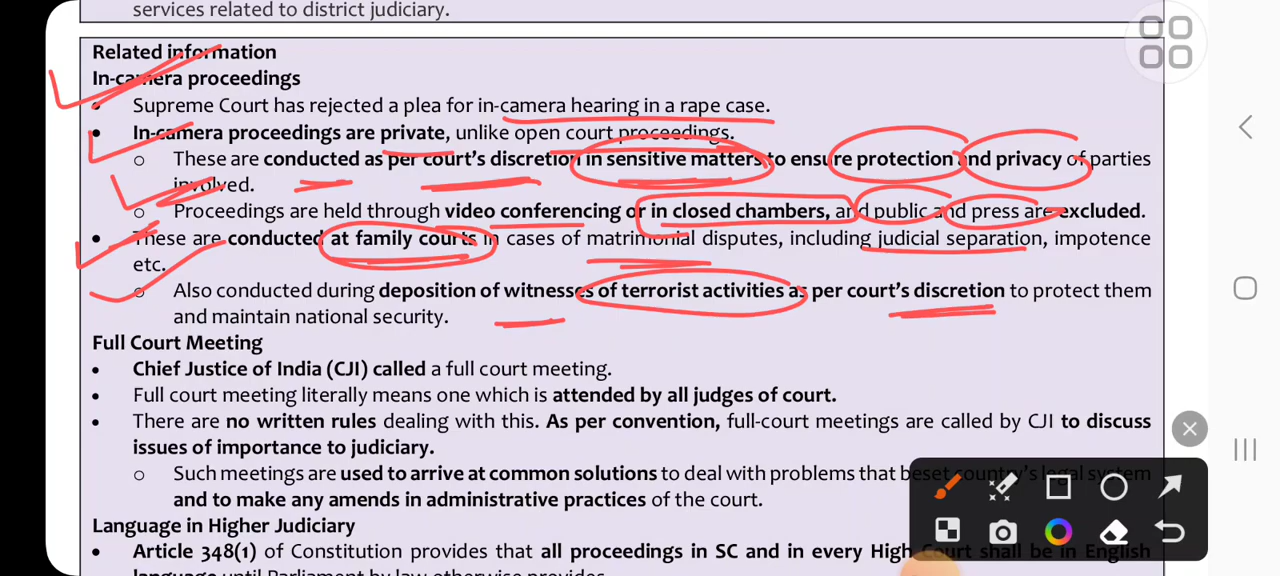 services related to district judiciary.
Related information
In-camera proceedings
• Supreme Court has rejected a plea for in-camera hearing in a rape case.
• In-camera proceedings are private, unlike open court proceedings.
o These are conducted as per court's discretion in sensitive matters to ensure protection and privacy of parties
involved.
o Proceedings are held through video conferencing or in closed chambers, and public and press are excluded.
• These are conducted at family courts in cases of matrimonial disputes, including judicial separation, impotence
etc.
o Also conducted during deposition of witnesses of terrorist activities as per court's discretion to protect them
and maintain national security.
Full Court Meeting
• Chief Justice of India (CJI) called a full court meeting.
• Full court meeting literally means one which is attended by all judges of court.
• There are no written rules dealing with this. As per convention, full-court meetings are called by CJI to discuss
issues of importance to judiciary.
o Such meetings are used to arrive at common solutions to deal with problems that beset country's legal system
and to make any amends in administrative practices of the court.
Language in Higher Judiciary
• Article 348(1) of Constitution provides that all proceedings in SC and in every High Court shall be in English
language until Parliament by law otherwise provides.